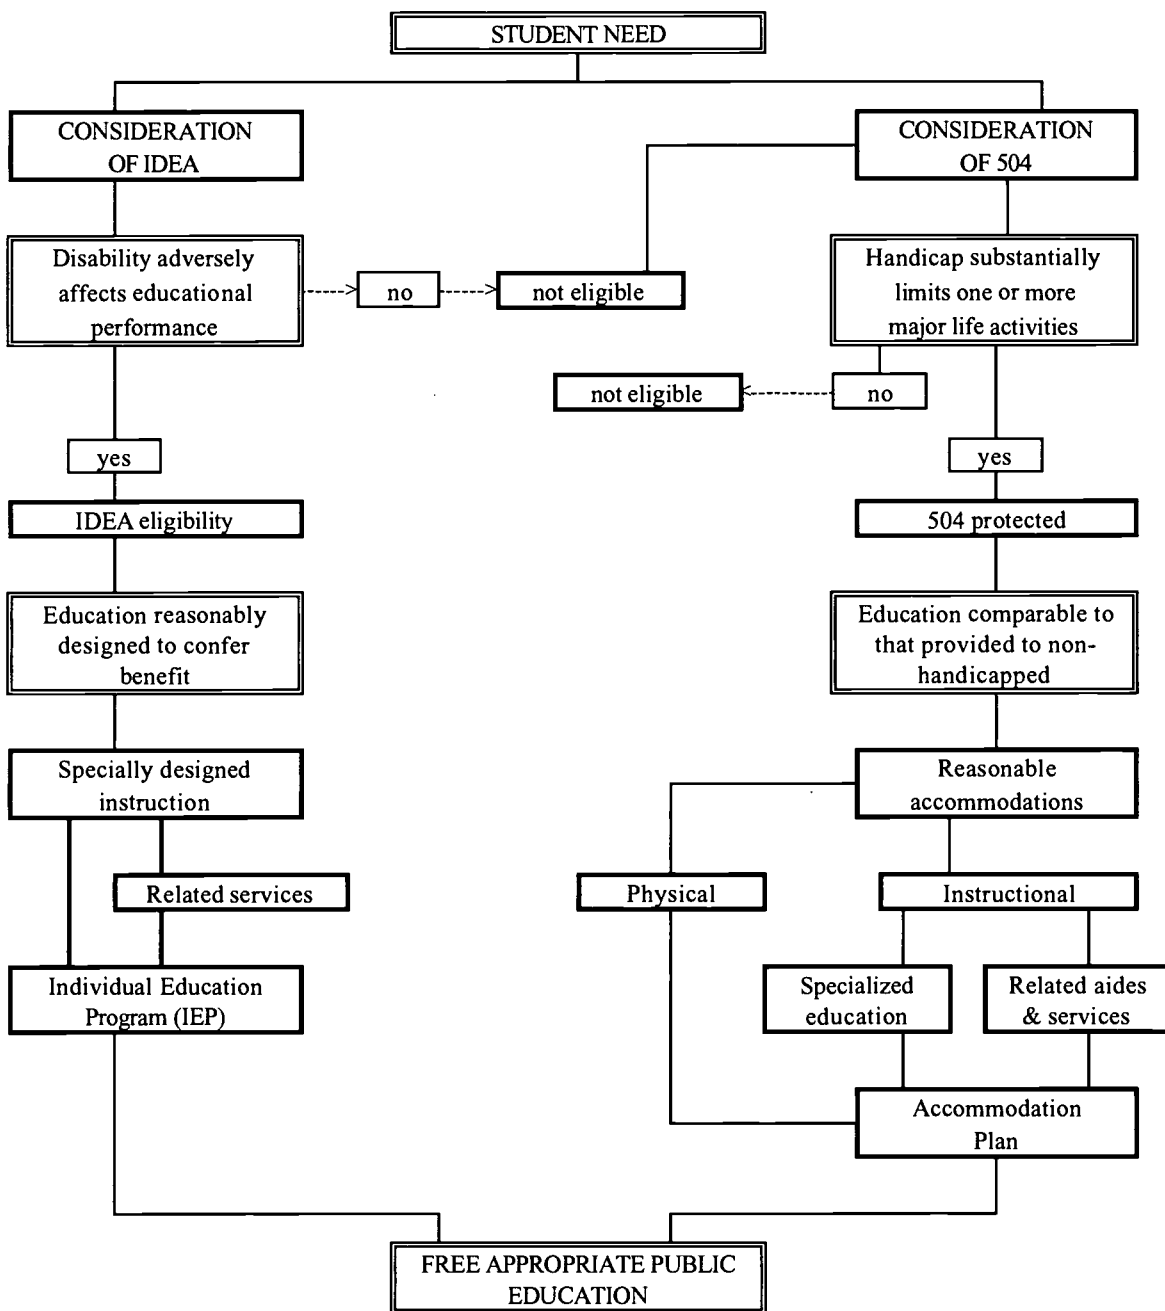 STUDENT NEED
CONSIDERATION
OF IDEA
CONSIDERATION
OF 504
Disability adversely
affects educational
performance
no
not eligible
Handicap substantially
limits one or more
major life activities
not eligible
no
yes
yes
IDEA eligibility
504 protected
Education reasonably
designed to confer
benefit
Education comparable to
that provided to non-
handicapped
Specially designed
instruction
Reasonable
accommodations
Related services
Physical
Instructional
Individual Education
Program (IEP)
Specialized
education
Related aides
& services
Accommodation
Plan
FREE APPROPRIATE PUBLIC
EDUCATION